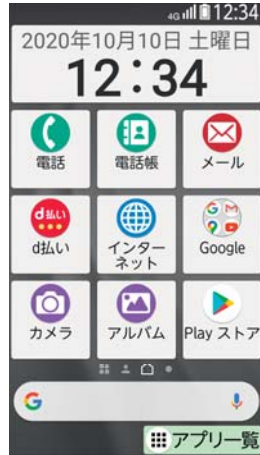 4G 12:34
2020年10月10日 土曜日
12:34
電話
電話帳
メール
d払い
d払い
インター
ネット
Google
カメラ
アルバム
Play ストア
G
アプリ一覧